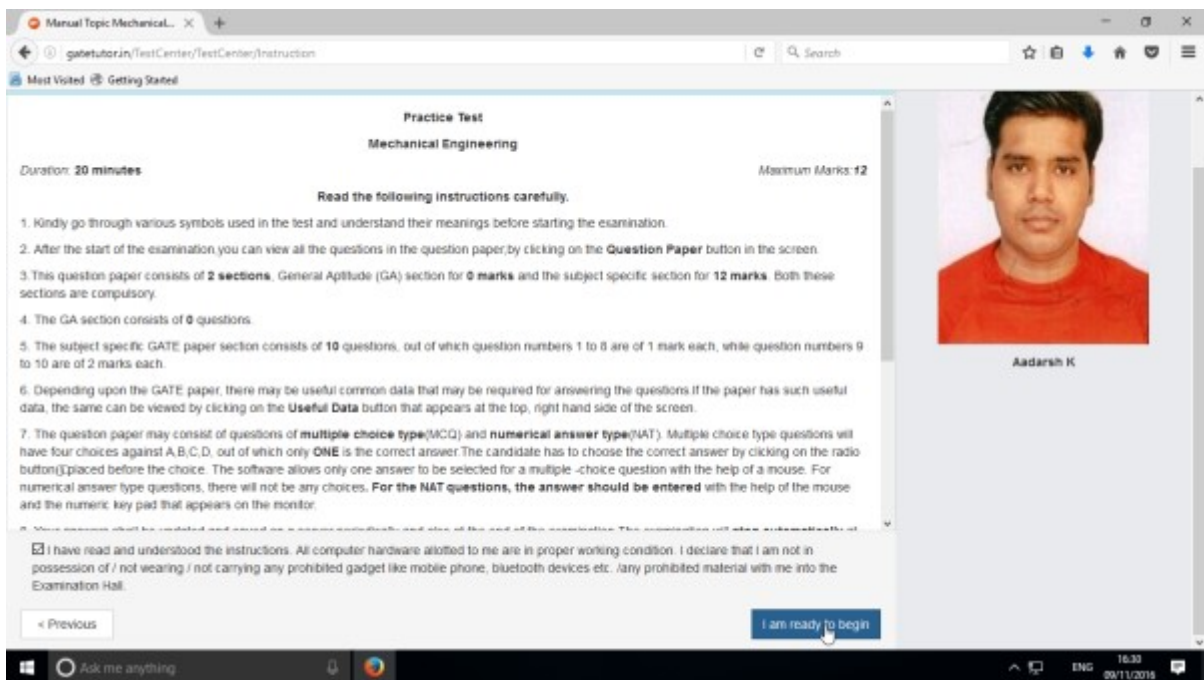 Manual Topic Mechanical...
gatetutor.in/TestCenter/TestCenter/Instruction
Search
Most Visited Getting Started
Practice Test
Mechanical Engineering
Duration: 20 minutes Maximum Marks:12
Read the following instructions carefully.
1. Kindly go through various symbols used in the test and understand their meanings before starting the examination.
2. After the start of the examination,you can view all the questions in the question paper,by clicking on the Question Paper button in the screen.
3.This question paper consists of 2 sections, General Aptitude (GA) section for 0 marks and the subject specific section for 12 marks. Both these
sections are compulsory.
4. The GA section consists of 0 questions.
5. The subject specific GATE paper section consists of 10 questions, out of which question numbers 1 to 8 are of 1 mark each, while question numbers 9
to 10 are of 2 marks each.
6. Depending upon the GATE paper, there may be useful common data that may be required for answering the questions.If the paper has such useful
data, the same can be viewed by clicking on the Useful Data button that appears at the top, right hand side of the screen.
7. The question paper may consist of questions of multiple choice type(MCQ) and numerical answer type(NAT). Multiple choice type questions will
have four choices against A,B,C,D, out of which only ONE is the correct answer.The candidate has to choose the correct answer by clicking on the radio
button placed before the choice. The software allows only one answer to be selected for a multiple -choice question with the help of a mouse. For
numerical answer type questions, there will not be any choices. For the NAT questions, the answer should be entered with the help of the mouse
and the numeric key pad that appears on the monitor.
I have read and understood the instructions. All computer hardware allotted to me are in proper working condition. I declare that I am not in
possession of / not wearing / not carrying any prohibited gadget like mobile phone, bluetooth devices etc. /any prohibited material with me into the
Examination Hall.
< Previous
I am ready to begin
Aadarsh K
Ask me anything
ENG
16:30
09/11/2016